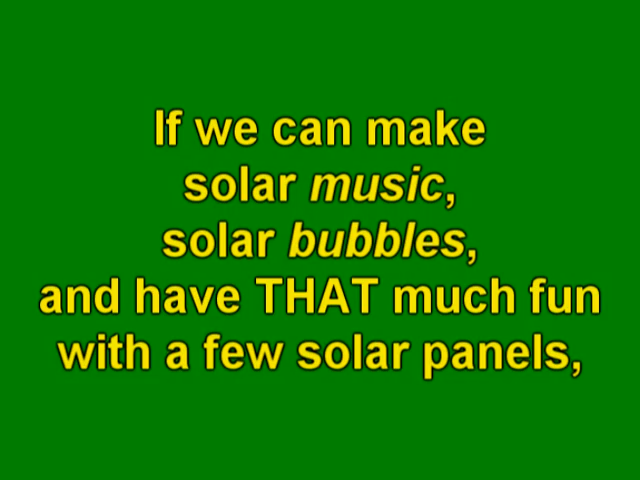 If we can make
solar music,
solar bubbles,
and have THAT much fun
with a few solar panels,